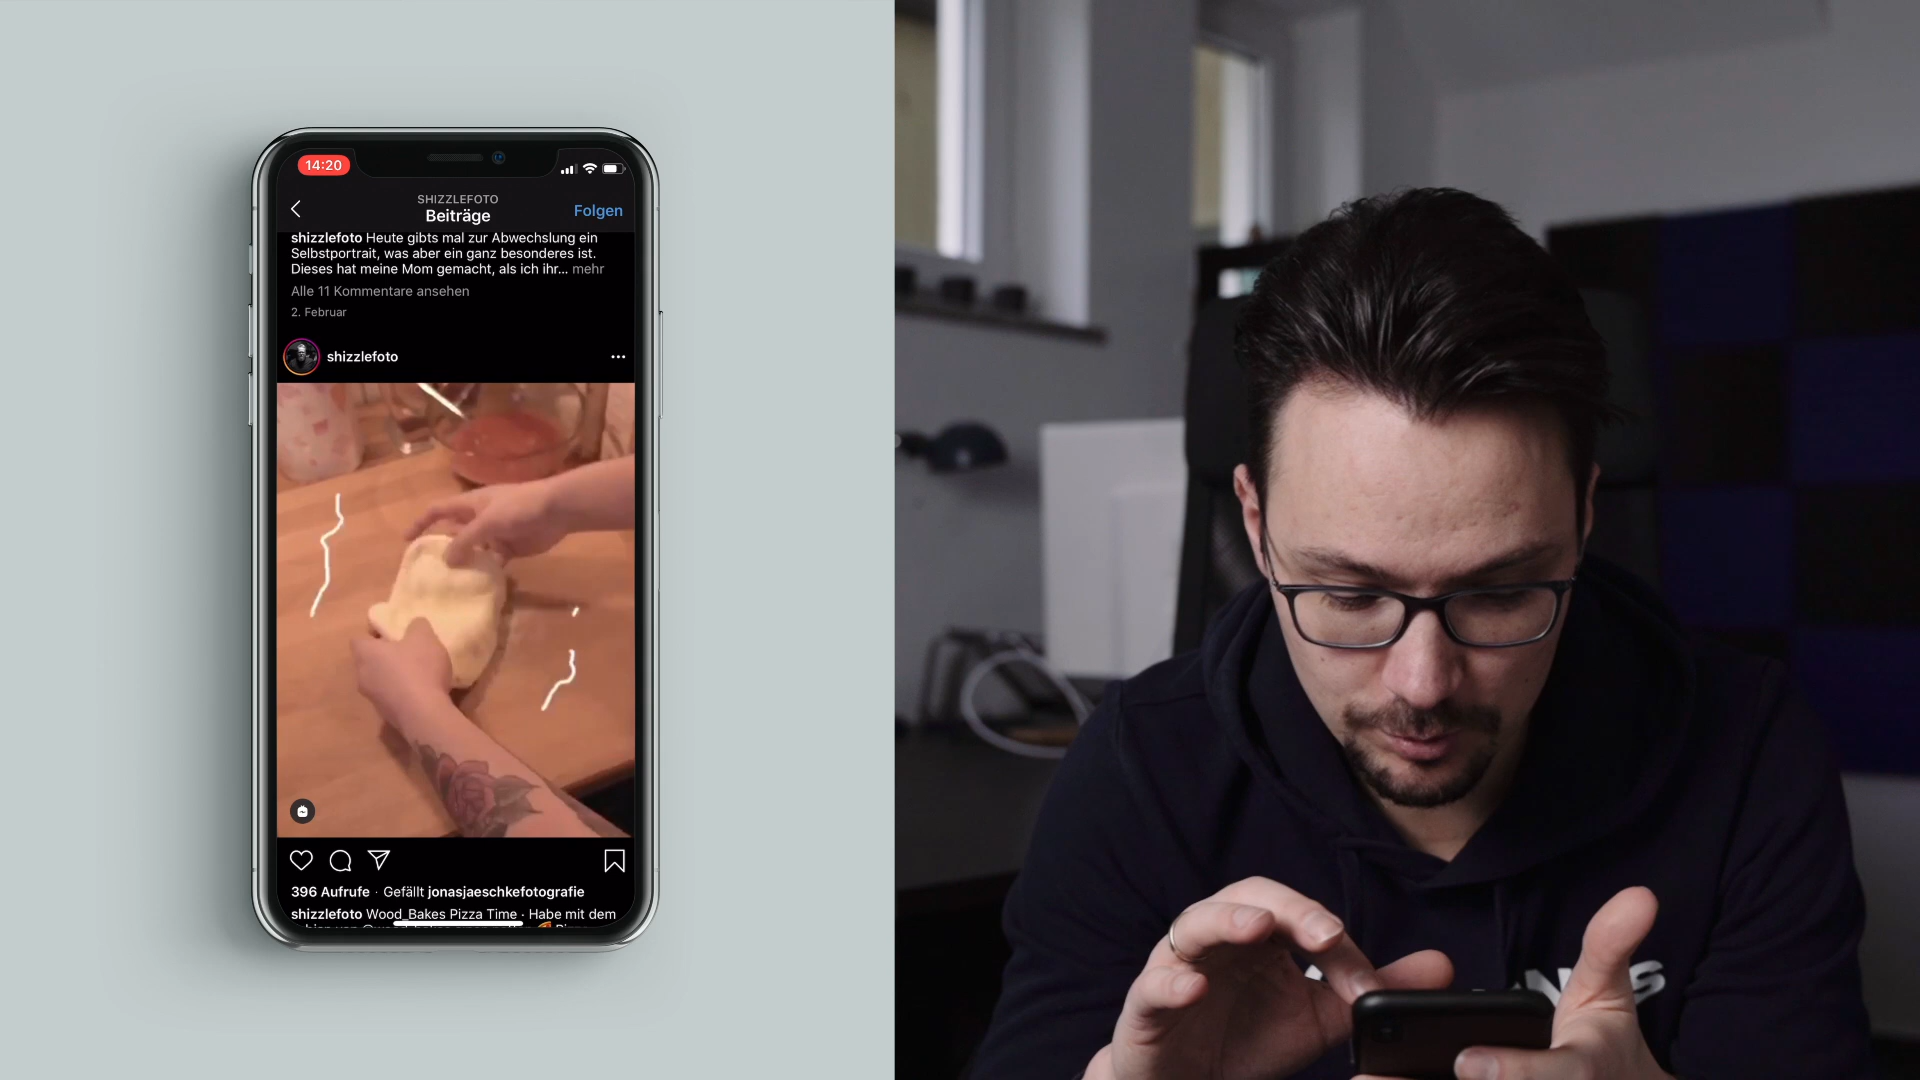 14:20
SHIZZLEFOTO
Beiträge
Folgen
shizzlefoto Heute gibts mal zur Abwechslung ein
Selbstportrait, was aber ein ganz besonderes ist.
Dieses hat meine Mom gemacht, als ich ihr... mehr
Alle 11 Kommentare ansehen
2. Februar
shizzlefoto
396 Aufrufe · Gefällt jonasjaeschkefotografie
shizzlefoto Wood_Bakes Pizza Time · Habe mit dem